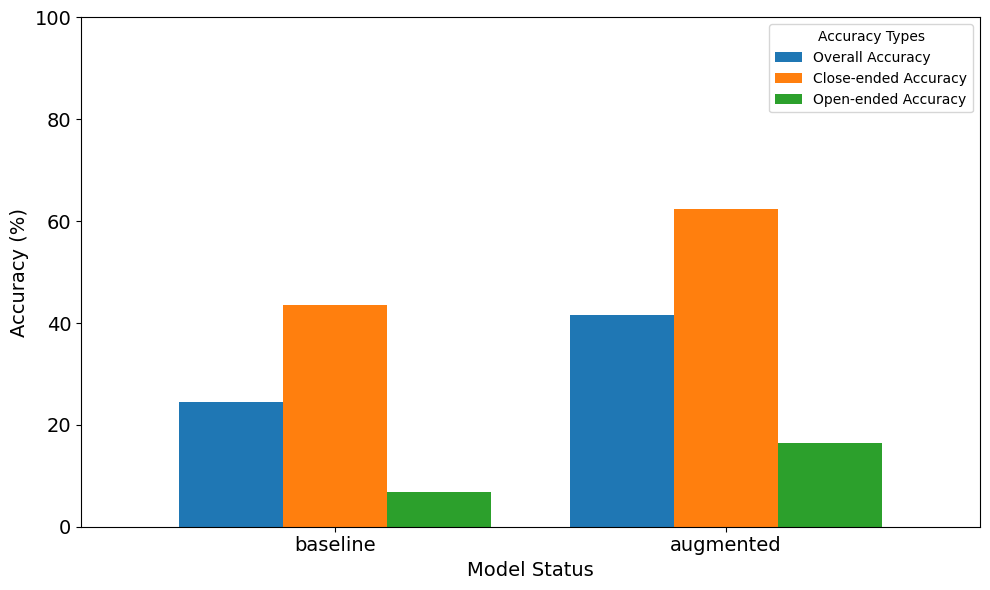 100
80
60
40
20
0
Accuracy (%)
Accuracy Types
Overall Accuracy
Close-ended Accuracy
Open-ended Accuracy
baseline
augmented
Model Status